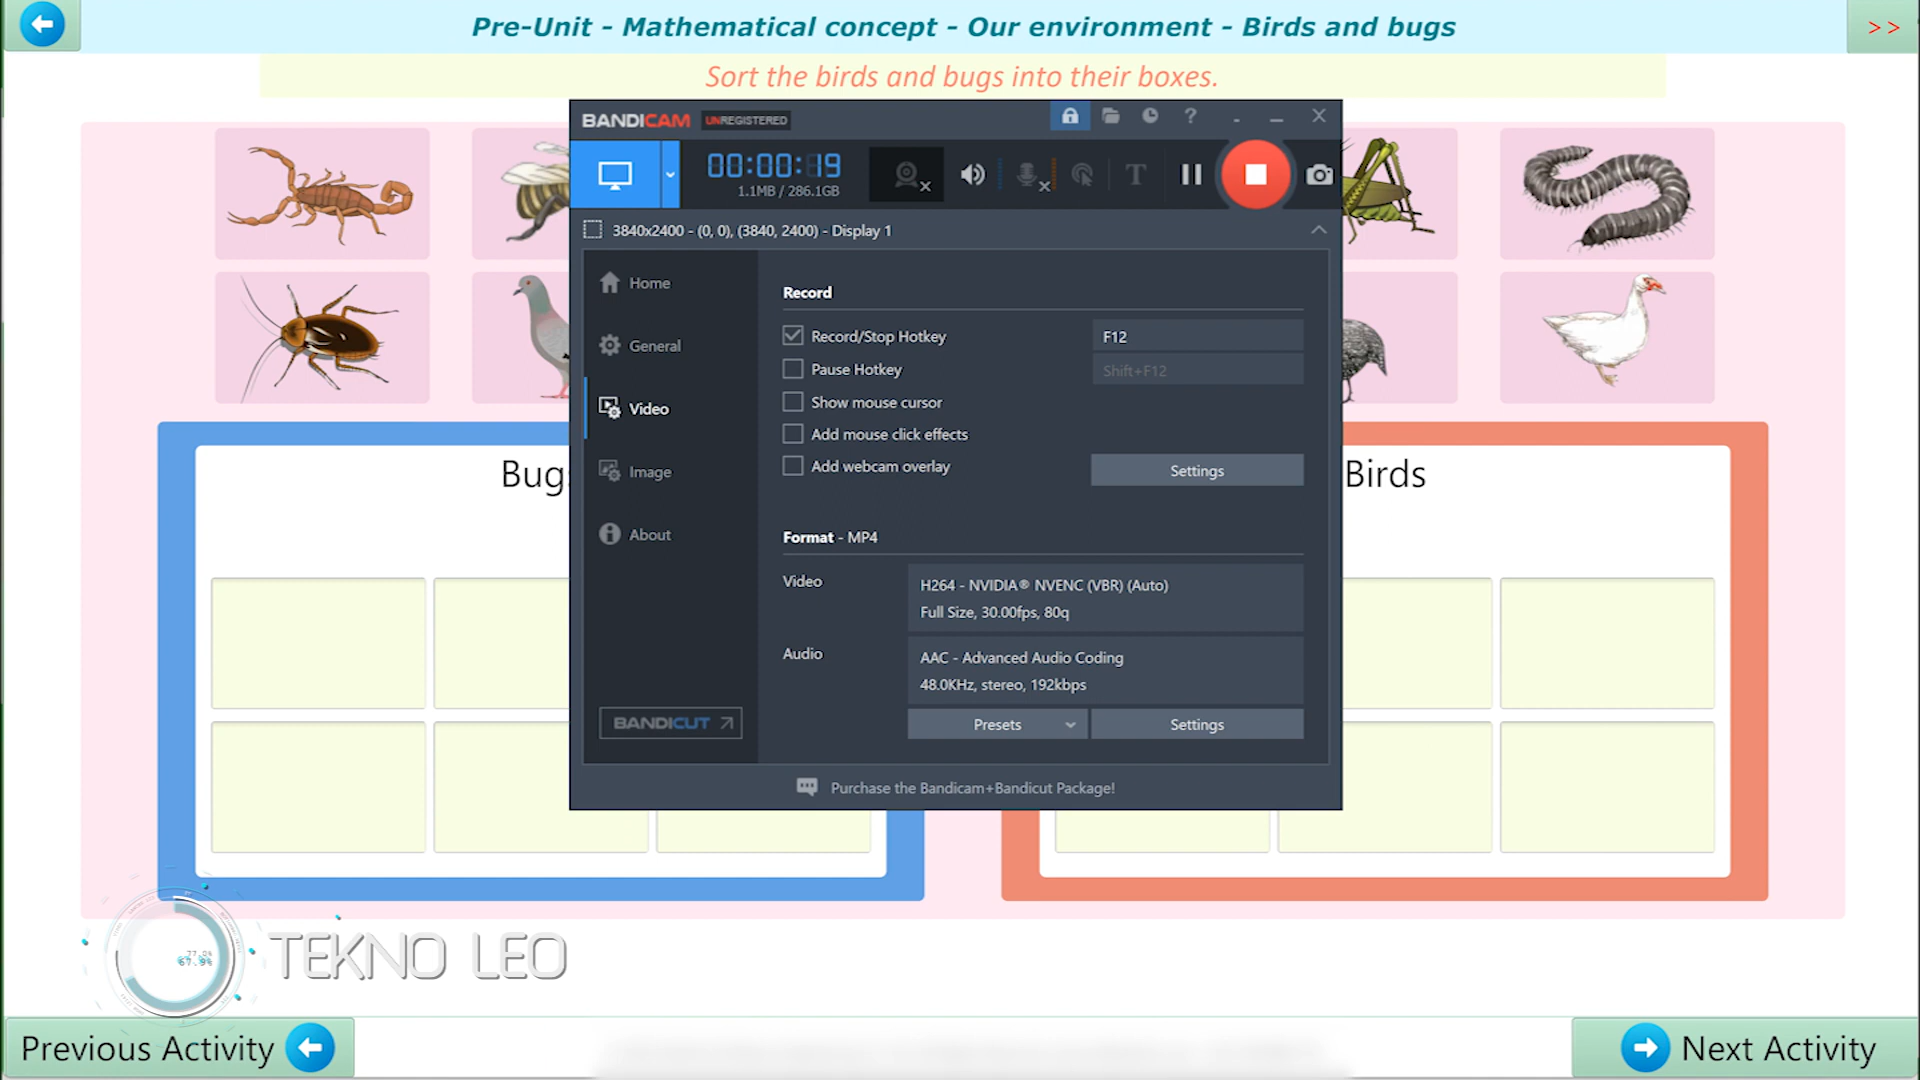 Pre-Unit - Mathematical concept - Our environment - Birds and bugs
>>
Sort the birds and bugs into their boxes.
BANDICAM UNREGISTERED
?
00:00:19
1.1MB / 286.1GB
T
3840x2400 - (0, 0), (3840, 2400) - Display 1
Home
General
Video
Image
About
BANDICUT
Record
Record/Stop Hotkey
F12
Pause Hotkey
Shift+F12
Show mouse cursor
Add mouse click effects
Add webcam overlay
Settings
Format - MP4
Video
H264 - NVIDIA® NVENC (VBR) (Auto)
Full Size, 30.00fps, 80q
Audio
AAC - Advanced Audio Coding
48.0KHz, stereo, 192kbps
Presets
Settings
Purchase the Bandicam+Bandicut Package!
Bugs
Birds
67.9%
TEKNO LEO
Previous Activity
Next Activity